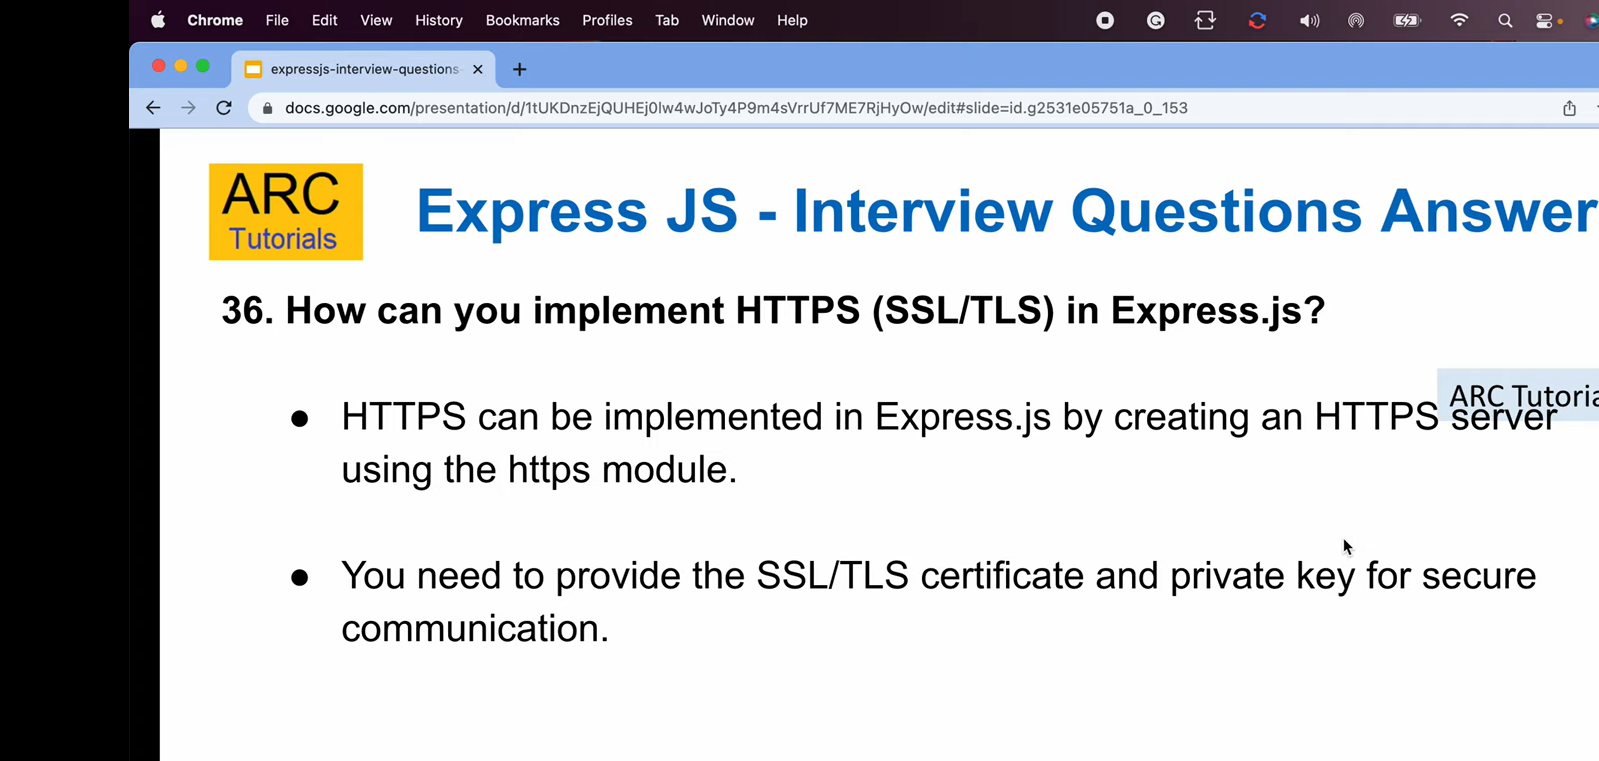 Chrome File Edit View History Bookmarks Profiles Tab Window Help
expressjs-interview-questions-
docs.google.com/presentation/d/1tUKDnzEjQUHEj0lw4wJoTy4P9m4sVrrUf7ME7RjHyOw/edit#slide=id.g2531e05751a_0_153
ARC
Tutorials
Express JS - Interview Questions Answer
36. How can you implement HTTPS (SSL/TLS) in Express.js?
ARC Tutoria
● HTTPS can be implemented in Express.js by creating an HTTPS server
using the https module.
● You need to provide the SSL/TLS certificate and private key for secure
communication.